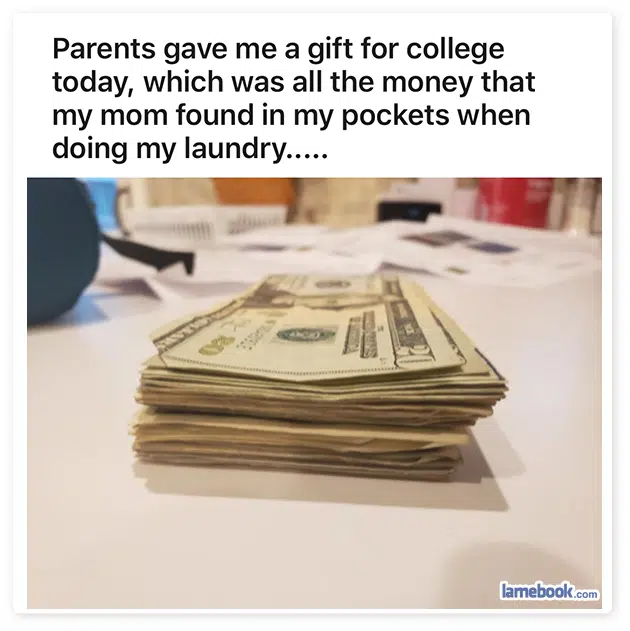 Parents gave me a gift for college
today, which was all the money that
my mom found in my pockets when
doing my laundry.....
lamebook.com